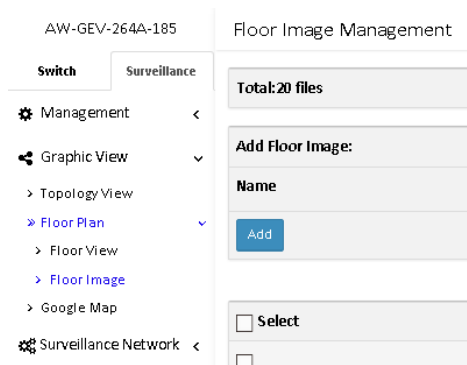 AW-GEV-264A-185
Floor Image Management
Switch
Surveillance
Management
Graphic View
Topology View
Floor Plan
Floor View
Floor Image
Google Map
Surveillance Network
Total:20 files
Add Floor Image:
Name
Add
Select